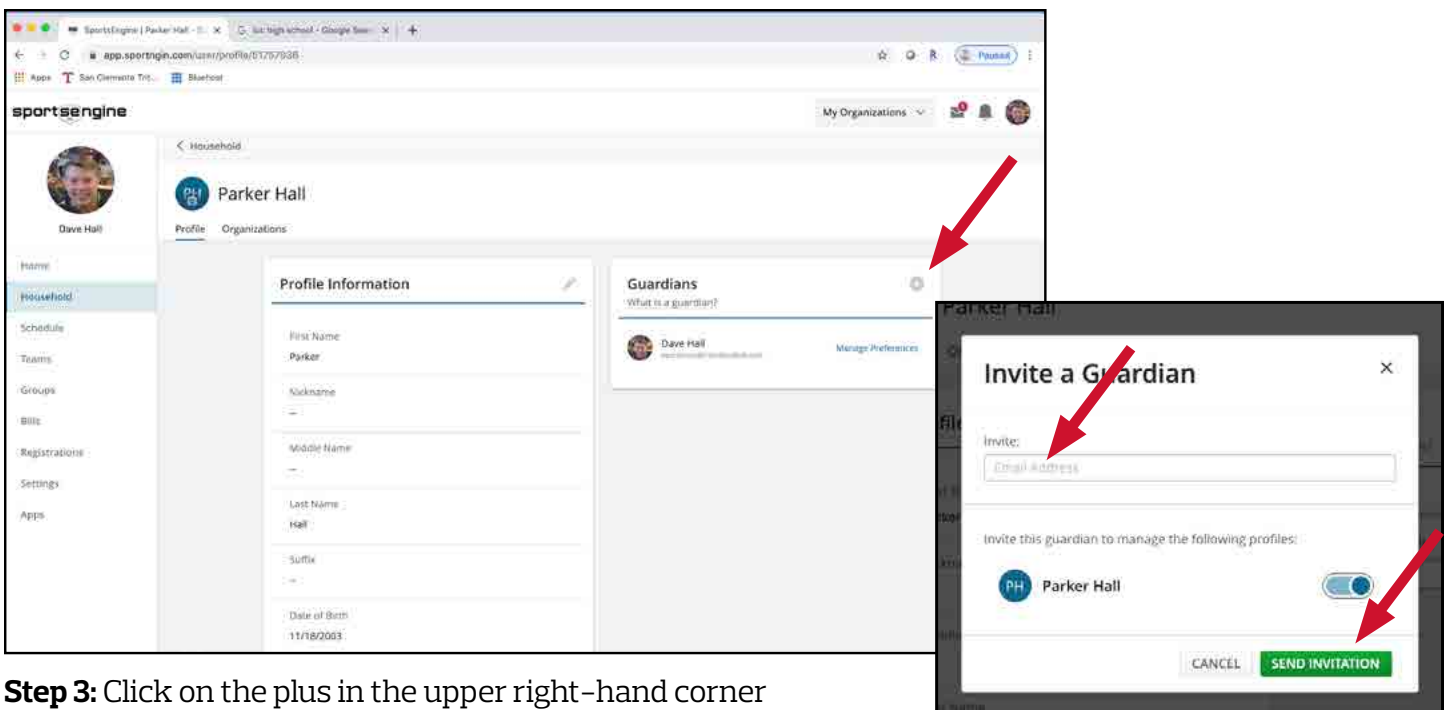 SportsEngine | Parker Hall -
app.sportngin.com/user/profile/
Paused
Apps
San Clemente Trit...
Bluehost
sportsengine
My Organizations
Dave Hall
Home
Household
Schedule
Teams
Groups
Bills
Registrations
Settings
Apps
Household
PH
Parker Hall
Profile Organizations
Profile Information
First Name
Parker
Nickname
--
Middle Name
--
Last Name
Hall
Suffix
--
Date of Birth
11/18/2003
Guardians
What is a guardian?
Dave Hall
Manage Preferences
Parker Hall
Invite a Guardian
Invite:
Email Address
Invite this guardian to manage the following profiles:
PH
Parker Hall
CANCEL
SEND INVITATION
Step 3: Click on the plus in the upper right-hand corner